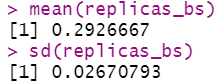 > mean(replicas_bs)
[1] 0.2926667
> sd(replicas_bs)
[1] 0.02670793